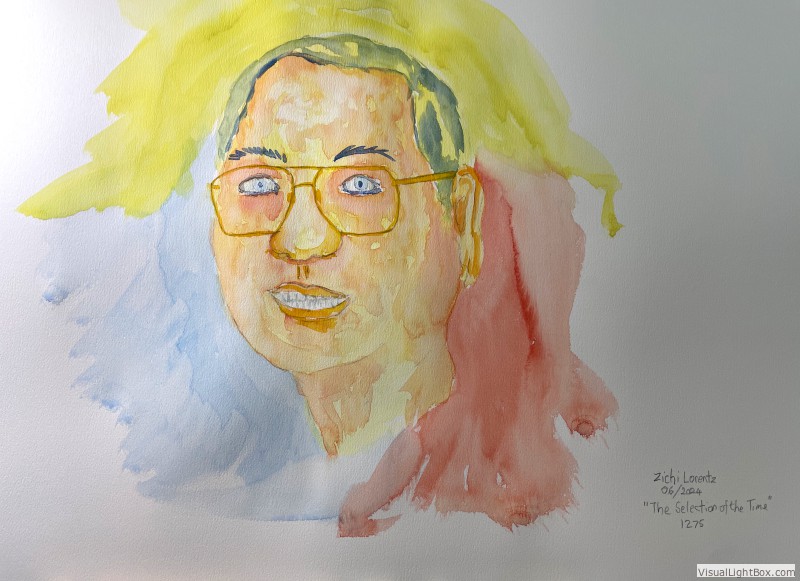 Zichi Lorentz
06/2024
"The Selection of the Time"
1275
VisualLightBox.com